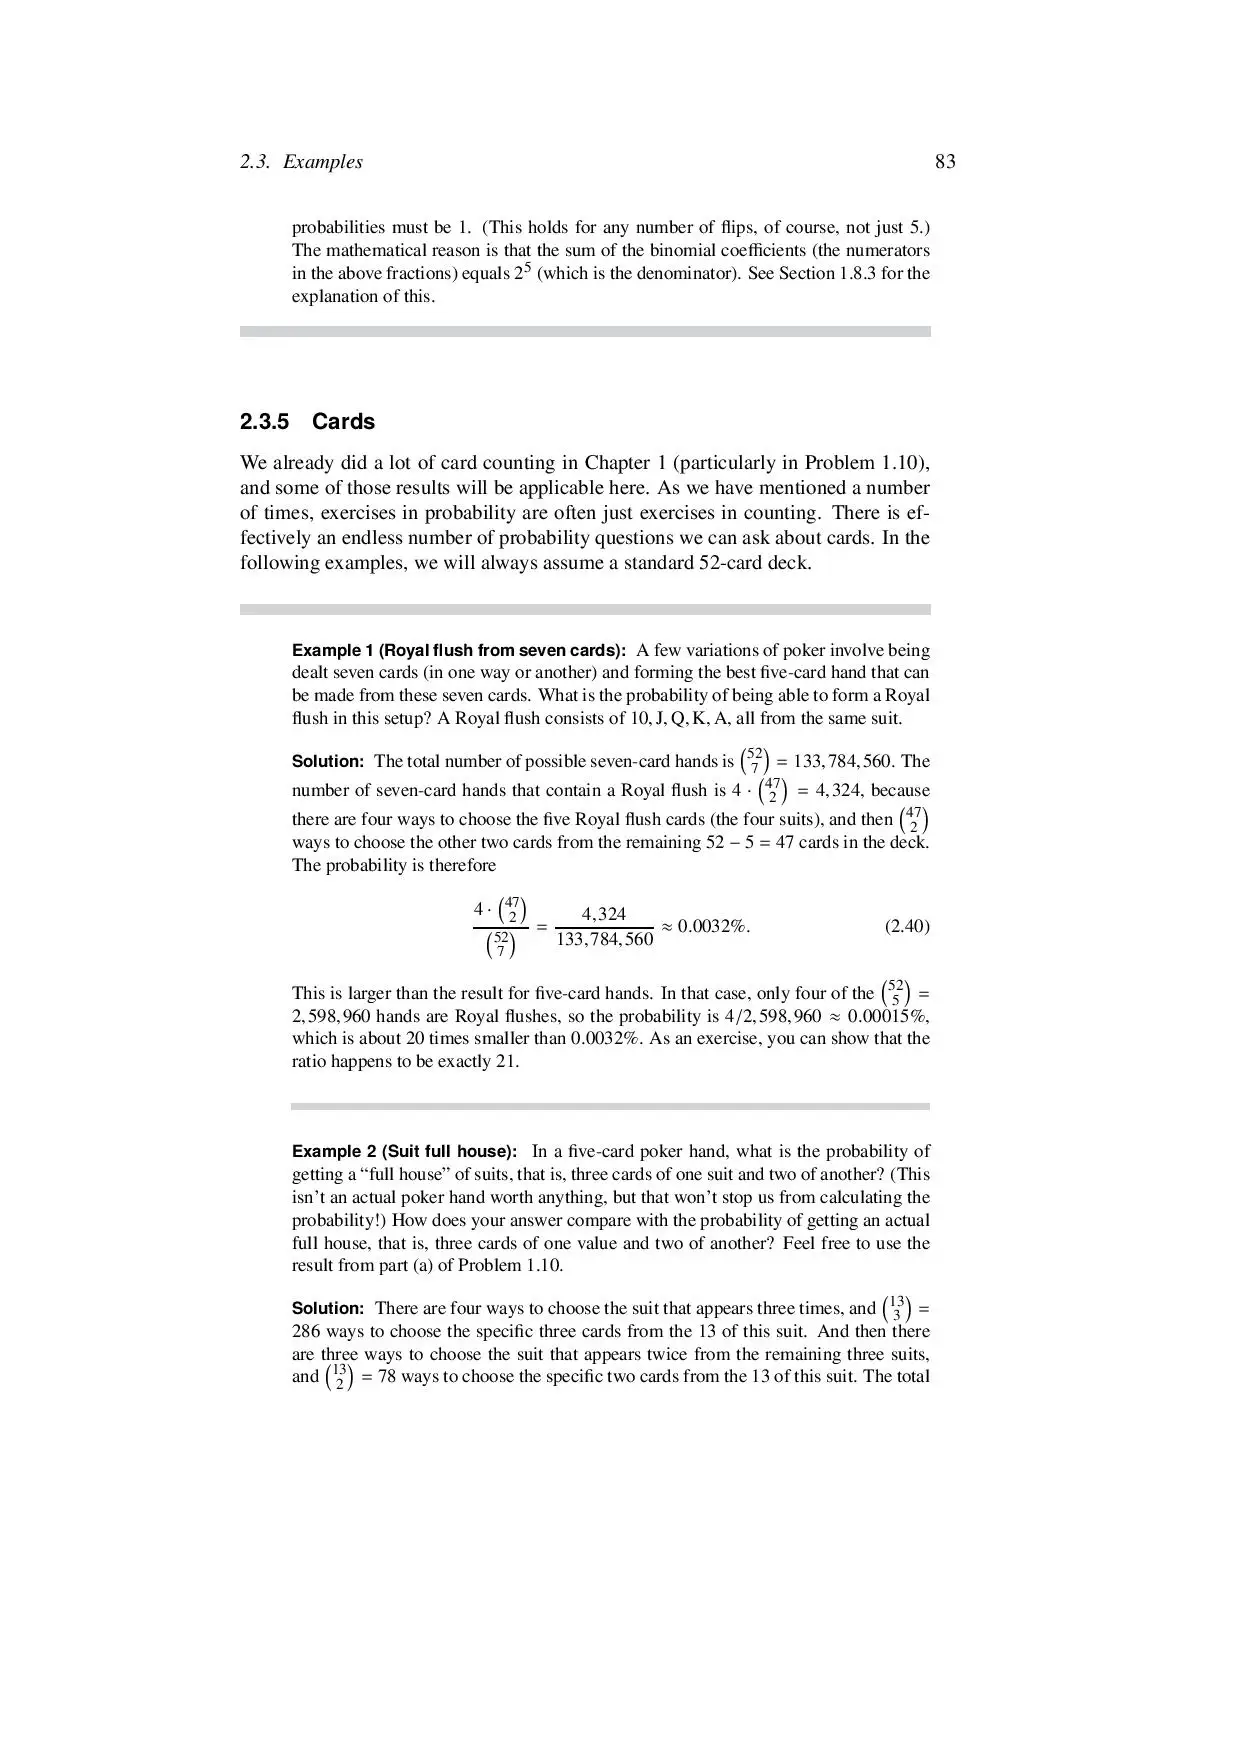 2.3. Examples 83
probabilities must be 1. (This holds for any number of flips, of course, not just 5.)
The mathematical reason is that the sum of the binomial coefficients (the numerators
in the above fractions) equals 2^5 (which is the denominator). See Section 1.8.3 for the
explanation of this.
2.3.5 Cards
We already did a lot of card counting in Chapter 1 (particularly in Problem 1.10),
and some of those results will be applicable here. As we have mentioned a number
of times, exercises in probability are often just exercises in counting. There is ef-
fectively an endless number of probability questions we can ask about cards. In the
following examples, we will always assume a standard 52-card deck.
Example 1 (Royal flush from seven cards): A few variations of poker involve being
dealt seven cards (in one way or another) and forming the best five-card hand that can
be made from these seven cards. What is the probability of being able to form a Royal
flush in this setup? A Royal flush consists of 10, J, Q, K, A, all from the same suit.
Solution: The total number of possible seven-card hands is \binom{52}{7} = 133,784,560. The
number of seven-card hands that contain a Royal flush is 4 · \binom{47}{2} = 4,324, because
there are four ways to choose the five Royal flush cards (the four suits), and then \binom{47}{2}
ways to choose the other two cards from the remaining 52 − 5 = 47 cards in the deck.
The probability is therefore
\frac{4 · \binom{47}{2}}{\binom{52}{7}} = \frac{4,324}{133,784,560} ≈ 0.0032%. (2.40)
This is larger than the result for five-card hands. In that case, only four of the \binom{52}{5} =
2,598,960 hands are Royal flushes, so the probability is 4/2,598,960 ≈ 0.00015%,
which is about 20 times smaller than 0.0032%. As an exercise, you can show that the
ratio happens to be exactly 21.
Example 2 (Suit full house): In a five-card poker hand, what is the probability of
getting a “full house” of suits, that is, three cards of one suit and two of another? (This
isn’t an actual poker hand worth anything, but that won’t stop us from calculating the
probability!) How does your answer compare with the probability of getting an actual
full house, that is, three cards of one value and two of another? Feel free to use the
result from part (a) of Problem 1.10.
Solution: There are four ways to choose the suit that appears three times, and \binom{13}{3} =
286 ways to choose the specific three cards from the 13 of this suit. And then there
are three ways to choose the suit that appears twice from the remaining three suits,
and \binom{13}{2} = 78 ways to choose the specific two cards from the 13 of this suit. The total